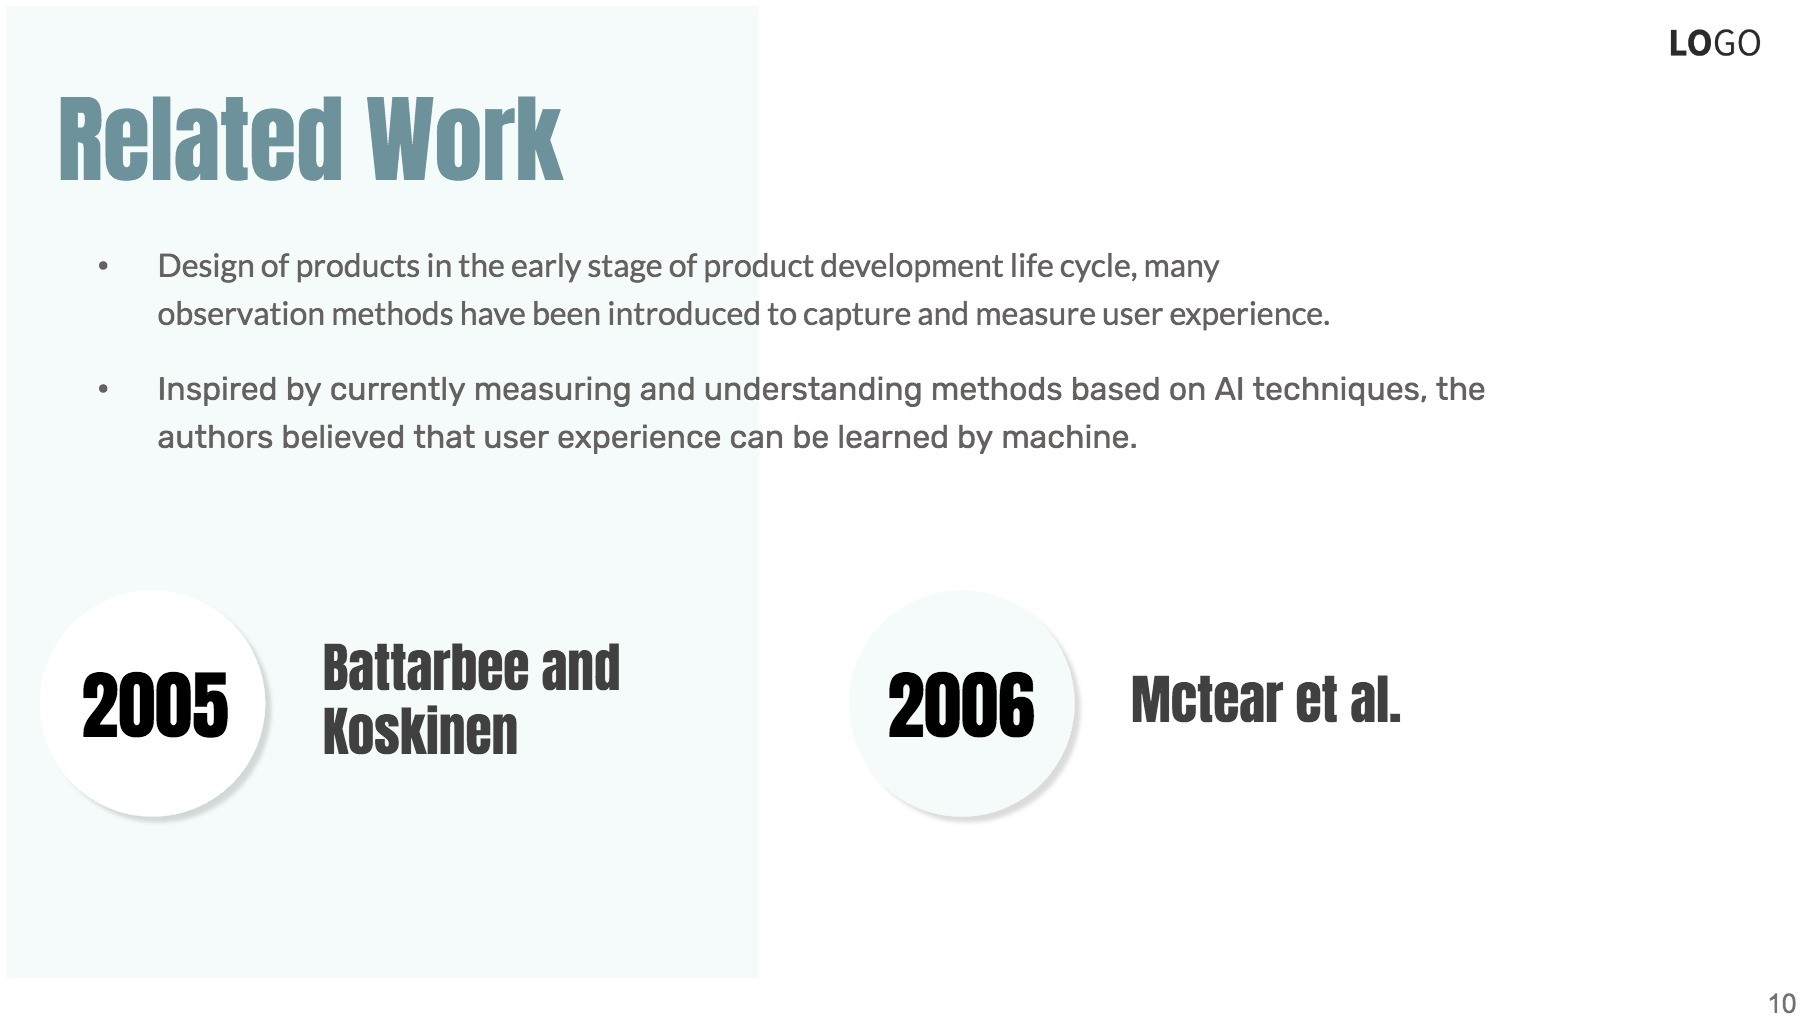 LOGO
Related Work
• Design of products in the early stage of product development life cycle, many
observation methods have been introduced to capture and measure user experience.
• Inspired by currently measuring and understanding methods based on AI techniques, the
authors believed that user experience can be learned by machine.
2005
Battarbee and
Koskinen
2006
Mctear et al.
10